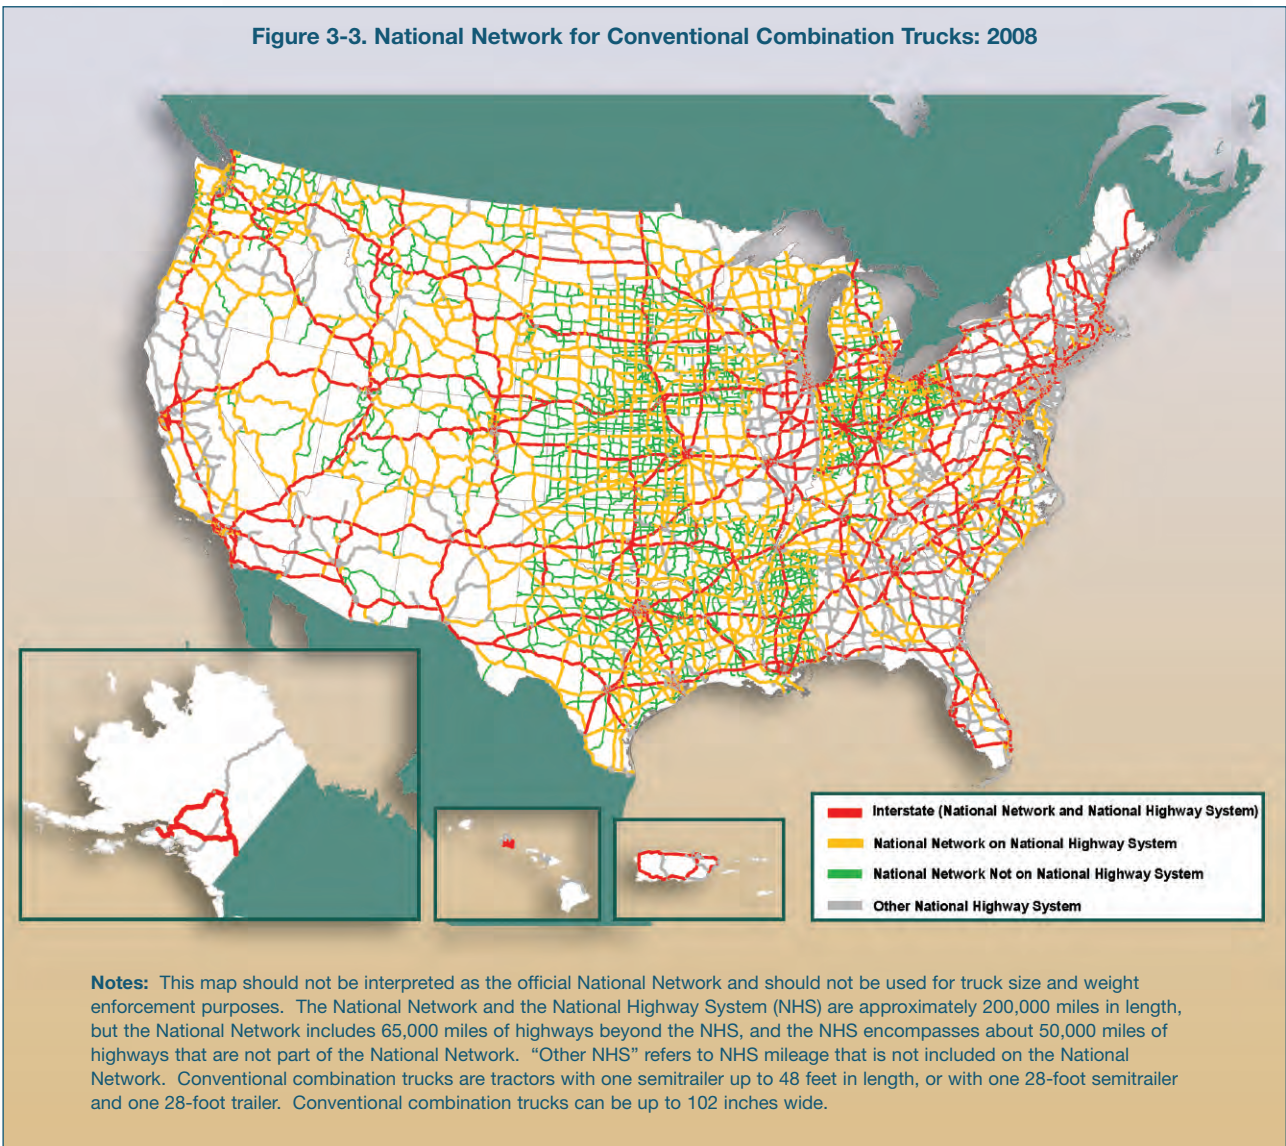 Figure 3-3. National Network for Conventional Combination Trucks: 2008
Interstate (National Network and National Highway System)
National Network on National Highway System
National Network Not on National Highway System
Other National Highway System
Notes: This map should not be interpreted as the official National Network and should not be used for truck size and weight
enforcement purposes. The National Network and the National Highway System (NHS) are approximately 200,000 miles in length,
but the National Network includes 65,000 miles of highways beyond the NHS, and the NHS encompasses about 50,000 miles of
highways that are not part of the National Network. “Other NHS” refers to NHS mileage that is not included on the National
Network. Conventional combination trucks are tractors with one semitrailer up to 48 feet in length, or with one 28-foot semitrailer
and one 28-foot trailer. Conventional combination trucks can be up to 102 inches wide.